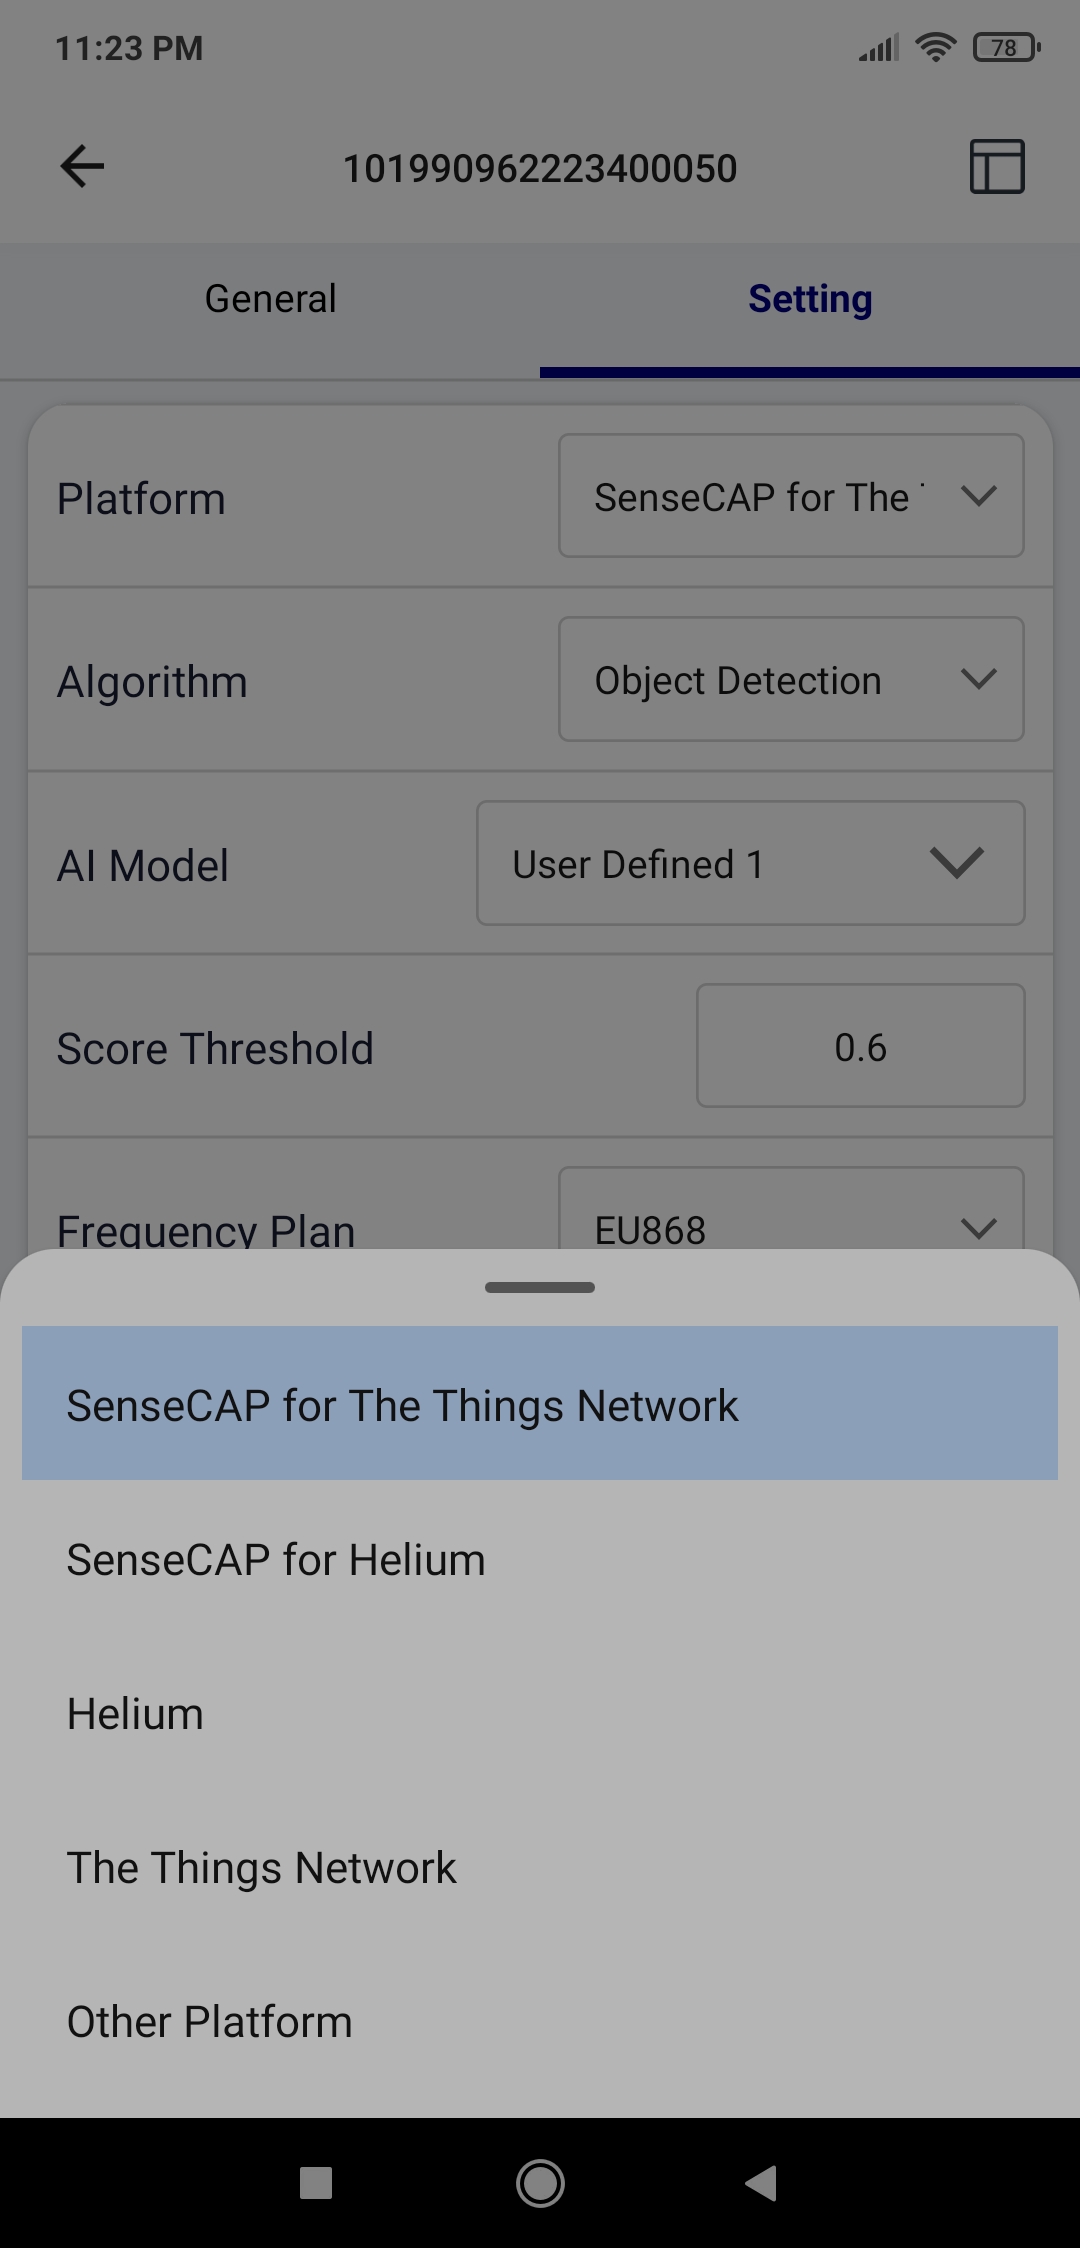 11:23 PM
78
101990962223400050
General
Setting
Platform
SenseCAP for The
Algorithm
Object Detection
AI Model
User Defined 1
Score Threshold
0.6
Frequency Plan
EU868
SenseCAP for The Things Network
SenseCAP for Helium
Helium
The Things Network
Other Platform